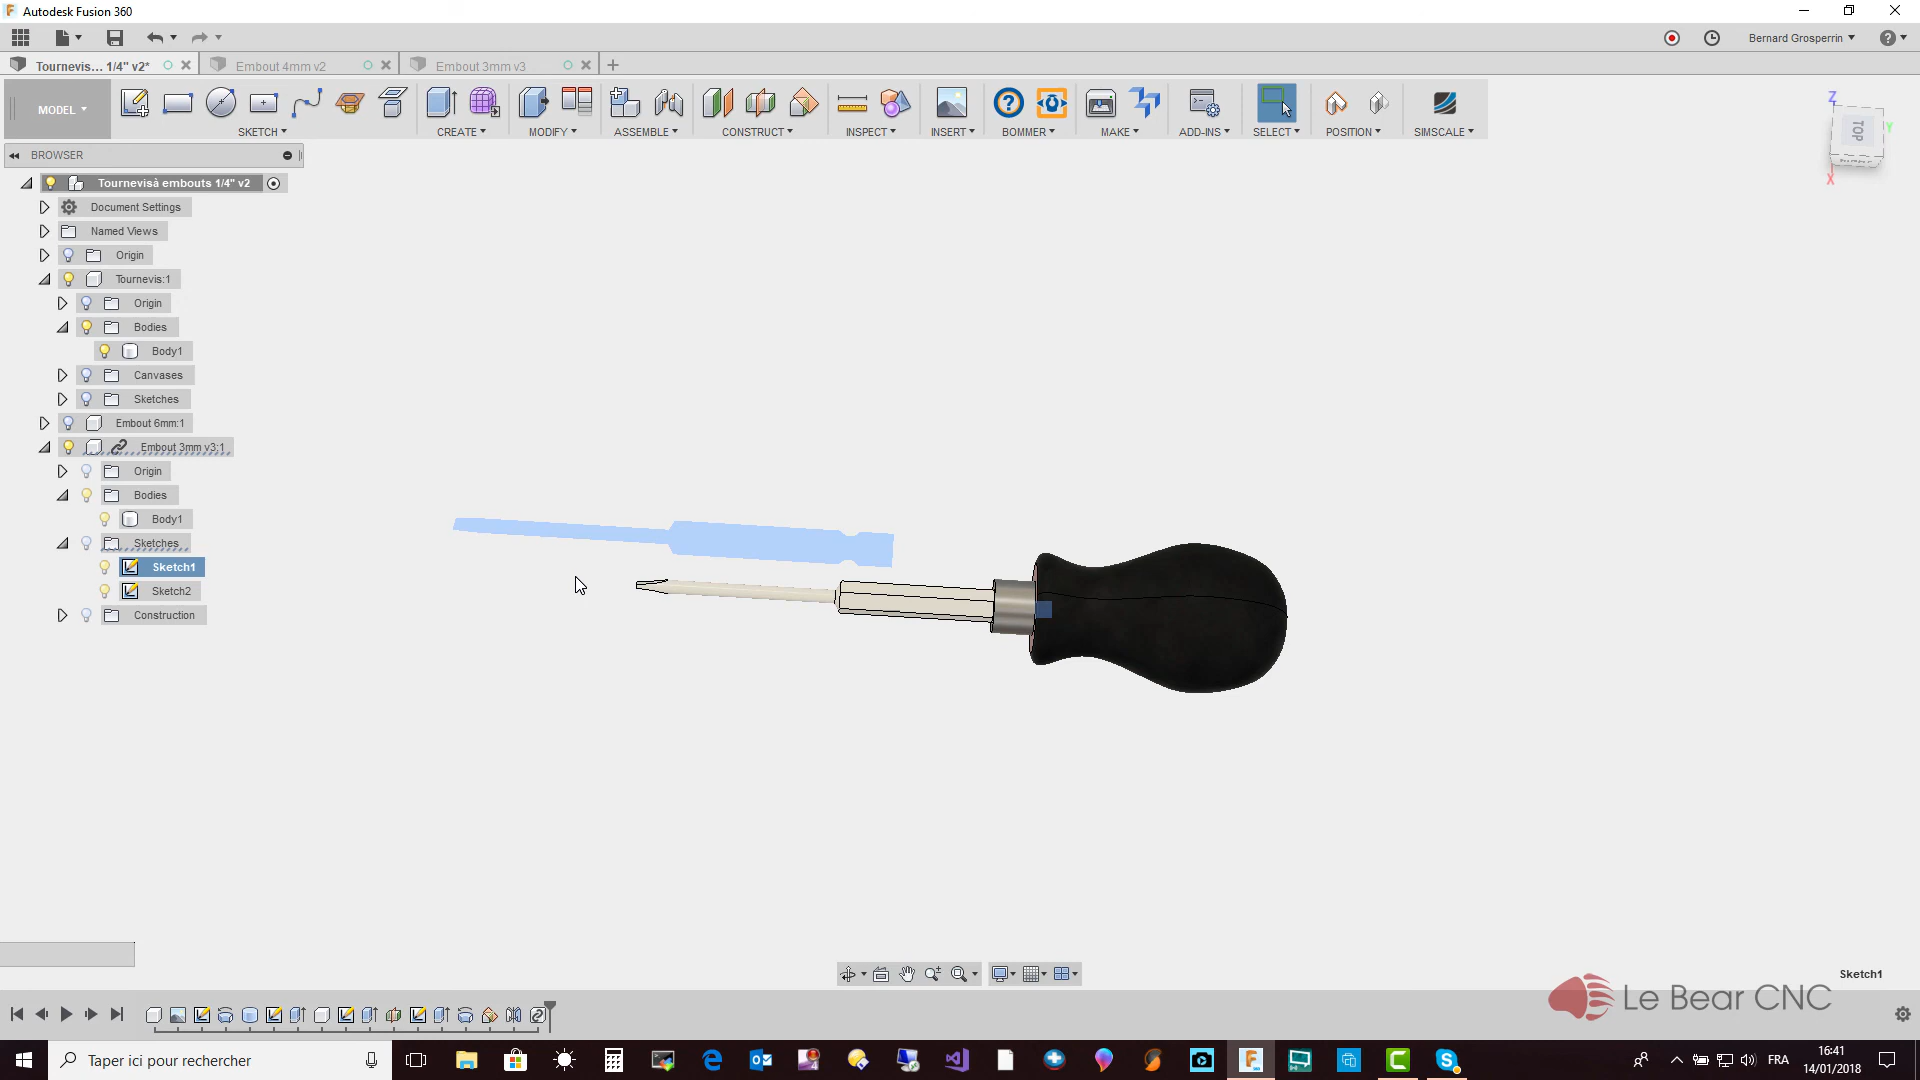 Autodesk Fusion 360
Bernard Grosperrin
Tournevis... 1/4" v2*
Embout 4mm v2
Embout 3mm v3
MODEL
SKETCH
CREATE
MODIFY
ASSEMBLE
CONSTRUCT
INSPECT
INSERT
BOMMER
MAKE
ADD-INS
SELECT
POSITION
SIMSCALE
Z
TOP
Y
X
BROWSER
Tournevisà embouts 1/4" v2
Document Settings
Named Views
Origin
Tournevis:1
Origin
Bodies
Body1
Canvases
Sketches
Embout 6mm:1
Embout 3mm v3:1
Origin
Bodies
Body1
Sketches
Sketch1
Sketch2
Construction
Sketch1
Le Bear CNC
Taper ici pour rechercher
FRA
16:41
14/01/2018